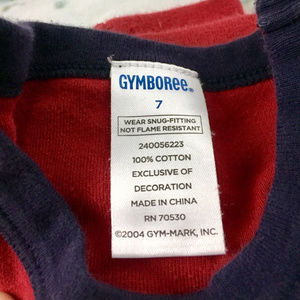 GYMBOREE®
7
WEAR SNUG-FITTING
NOT FLAME RESISTANT
240056223
100% COTTON
EXCLUSIVE OF
DECORATION
MADE IN CHINA
RN 70530
©2004 GYM-MARK, INC.